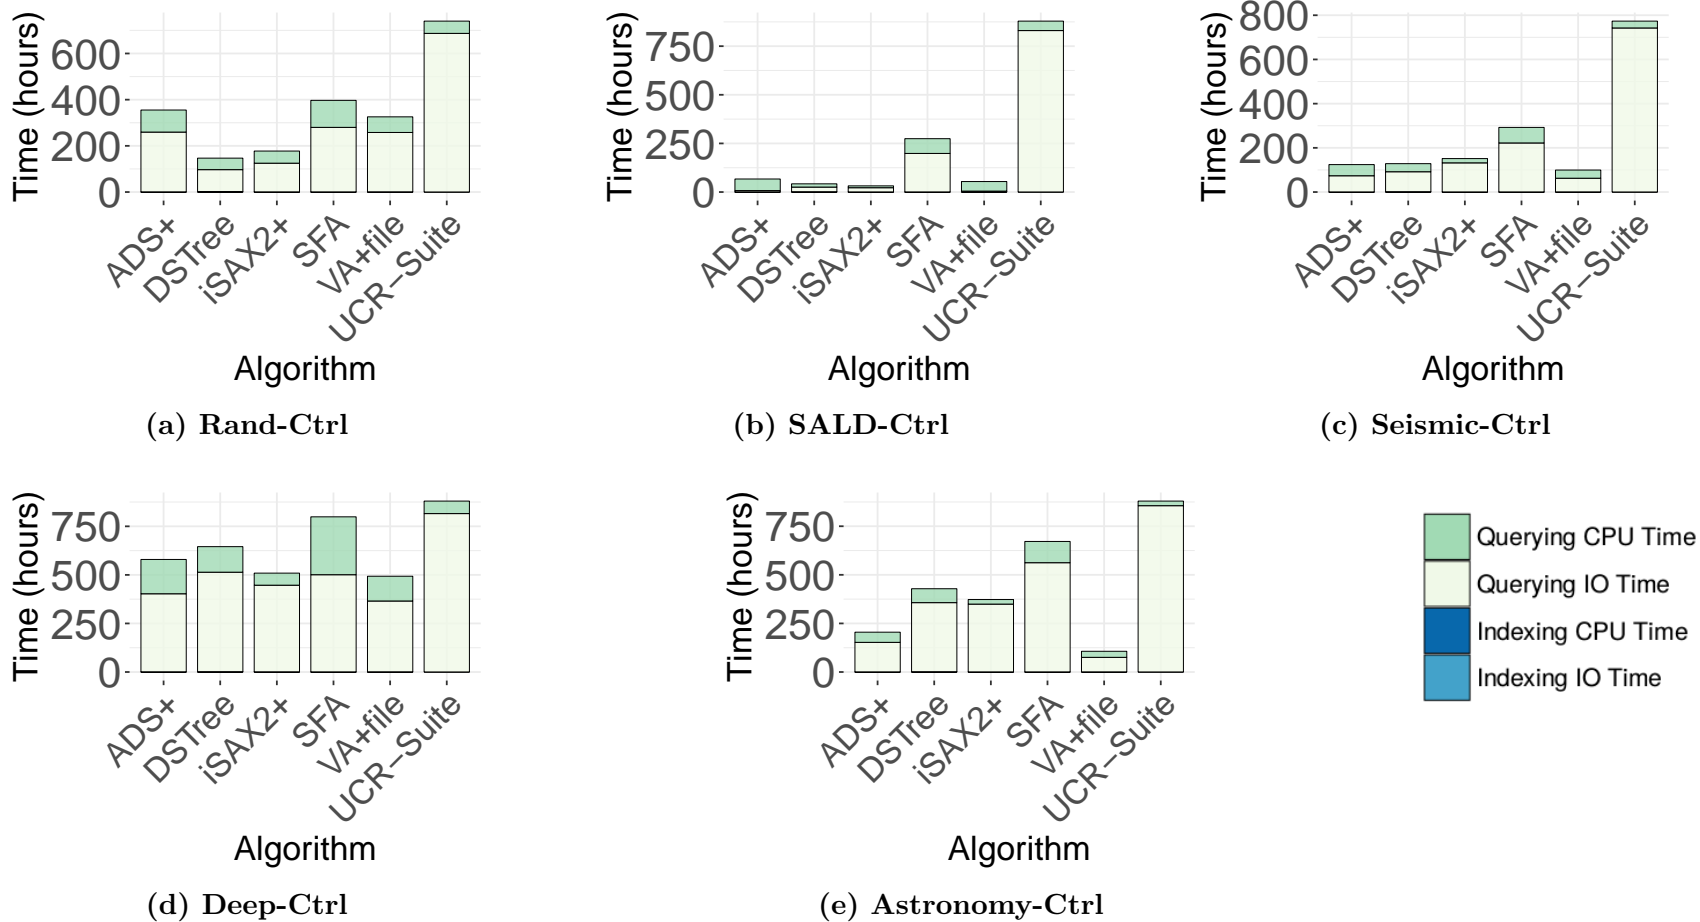 Time (hours)
600
400
200
0
ADS+
DSTree
iSAX2+
SFA
VA+file
UCR−Suite
Algorithm
(a) Rand-Ctrl
Time (hours)
750
500
250
0
ADS+
DSTree
iSAX2+
SFA
VA+file
UCR−Suite
Algorithm
(b) SALD-Ctrl
Time (hours)
800
600
400
200
0
ADS+
DSTree
iSAX2+
SFA
VA+file
UCR−Suite
Algorithm
(c) Seismic-Ctrl
Time (hours)
750
500
250
0
ADS+
DSTree
iSAX2+
SFA
VA+file
UCR−Suite
Algorithm
(d) Deep-Ctrl
Time (hours)
750
500
250
0
ADS+
DSTree
iSAX2+
SFA
VA+file
UCR−Suite
Algorithm
(e) Astronomy-Ctrl
Querying CPU Time
Querying IO Time
Indexing CPU Time
Indexing IO Time